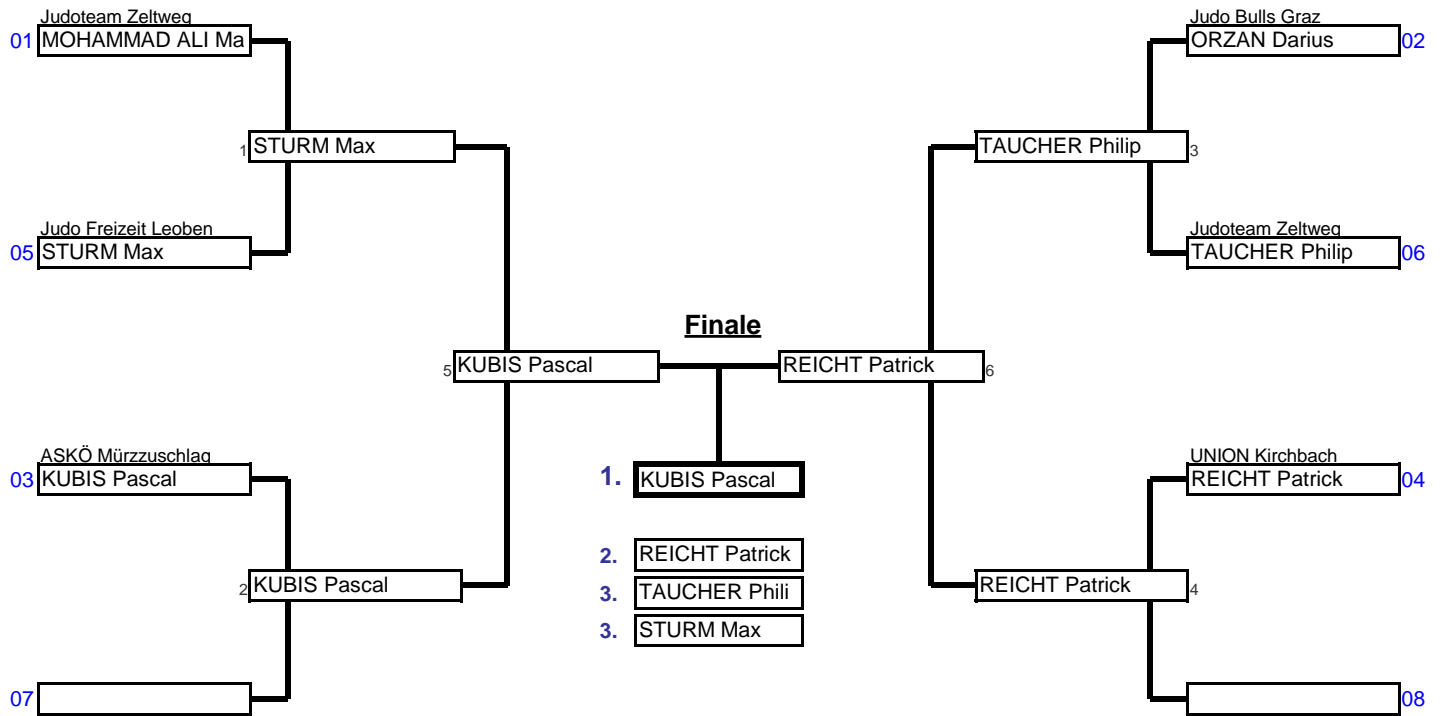 Judoteam Zeltweg
01 MOHAMMAD ALI Ma
Judo Bulls Graz
ORZAN Darius 02
1 STURM Max
TAUCHER Philip 3
Judo Freizeit Leoben
05 STURM Max
Judoteam Zeltweg
TAUCHER Philip 06
Finale
5 KUBIS Pascal
REICHT Patrick 6
ASKÖ Mürzzuschlag
03 KUBIS Pascal
1. KUBIS Pascal
UNION Kirchbach
REICHT Patrick 04
2. REICHT Patrick
2 KUBIS Pascal
3. TAUCHER Phili
REICHT Patrick 4
3. STURM Max
07
08